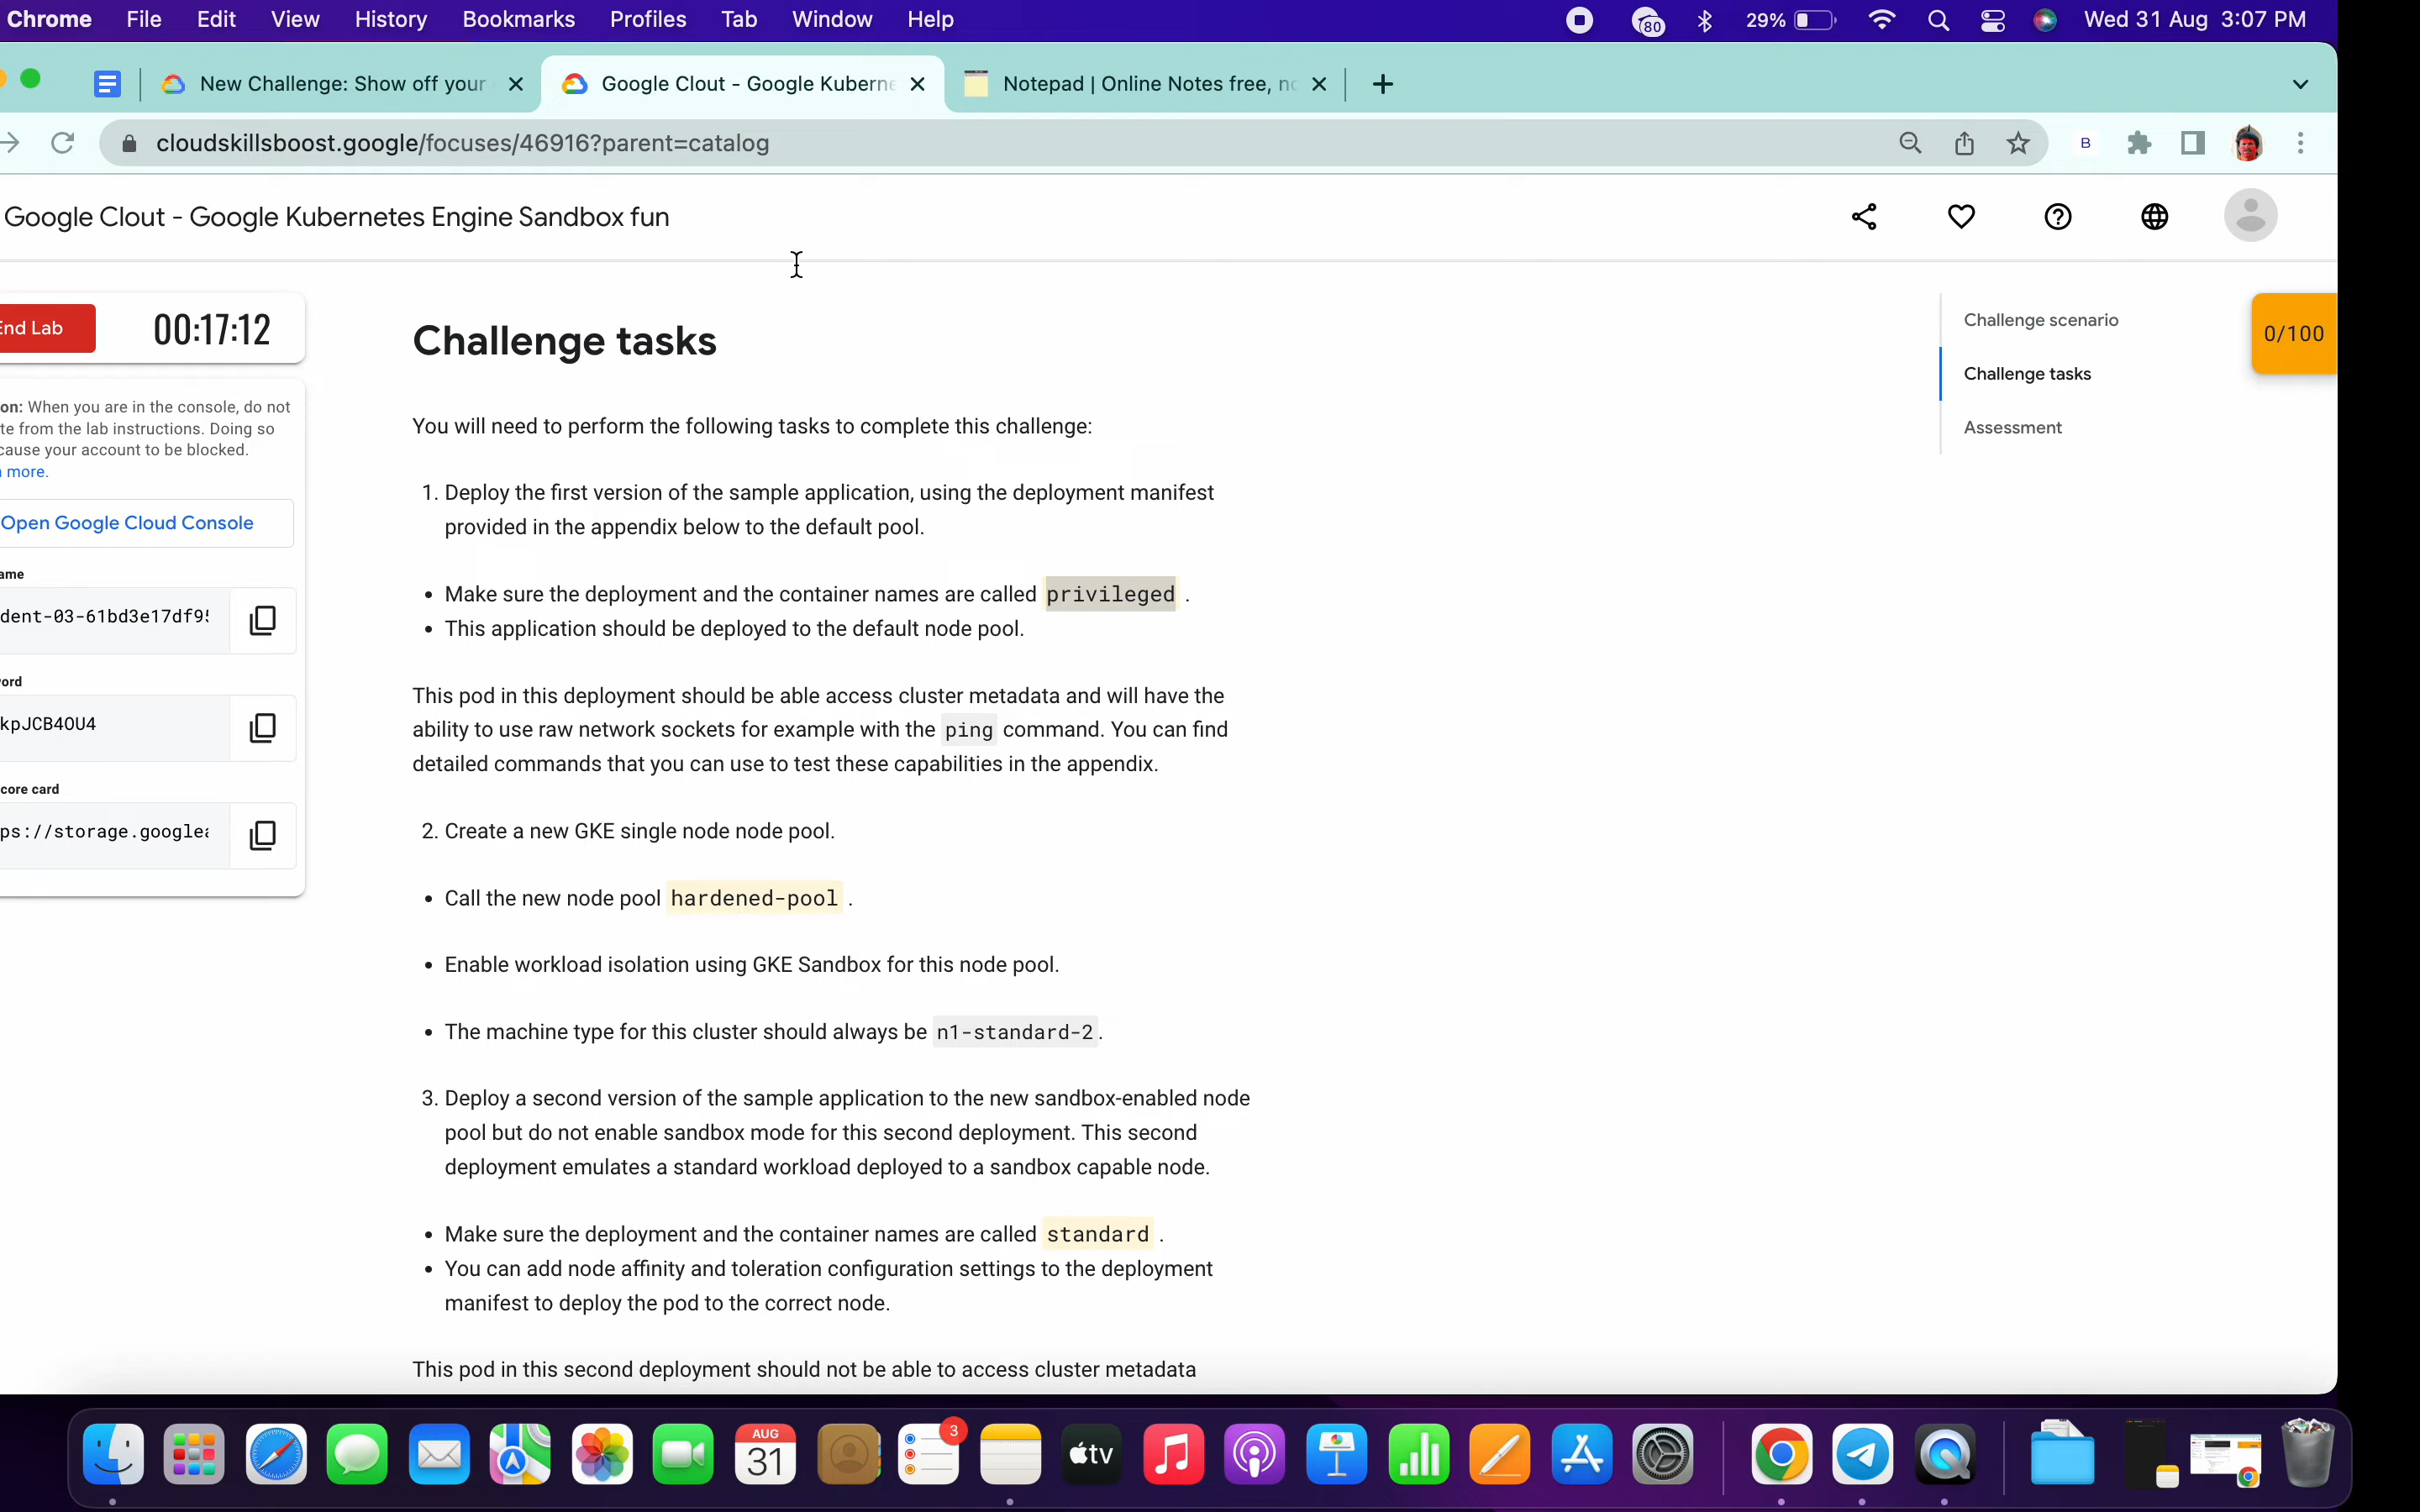 Chrome File Edit View History Bookmarks Profiles Tab Window Help 80 29% Wed 31 Aug 3:07 PM
New Challenge: Show off your Google Clout - Google Kuberne Notepad | Online Notes free, no
cloudskillsboost.google/focuses/46916?parent=catalog B
Google Clout - Google Kubernetes Engine Sandbox fun
End Lab 00:17:12
on: When you are in the console, do not
te from the lab instructions. Doing so
cause your account to be blocked.
more.
Open Google Cloud Console
ame
dent-03-61bd3e17df95
ord
kpJCB4OU4
core card
ps://storage.googlea
Challenge tasks
You will need to perform the following tasks to complete this challenge:
1. Deploy the first version of the sample application, using the deployment manifest
provided in the appendix below to the default pool.
• Make sure the deployment and the container names are called privileged .
• This application should be deployed to the default node pool.
This pod in this deployment should be able access cluster metadata and will have the
ability to use raw network sockets for example with the ping command. You can find
detailed commands that you can use to test these capabilities in the appendix.
2. Create a new GKE single node node pool.
• Call the new node pool hardened-pool .
• Enable workload isolation using GKE Sandbox for this node pool.
• The machine type for this cluster should always be n1-standard-2.
3. Deploy a second version of the sample application to the new sandbox-enabled node
pool but do not enable sandbox mode for this second deployment. This second
deployment emulates a standard workload deployed to a sandbox capable node.
• Make sure the deployment and the container names are called standard .
• You can add node affinity and toleration configuration settings to the deployment
manifest to deploy the pod to the correct node.
This pod in this second deployment should not be able to access cluster metadata
Challenge scenario
Challenge tasks
Assessment
0/100
AUG
31
3
tv